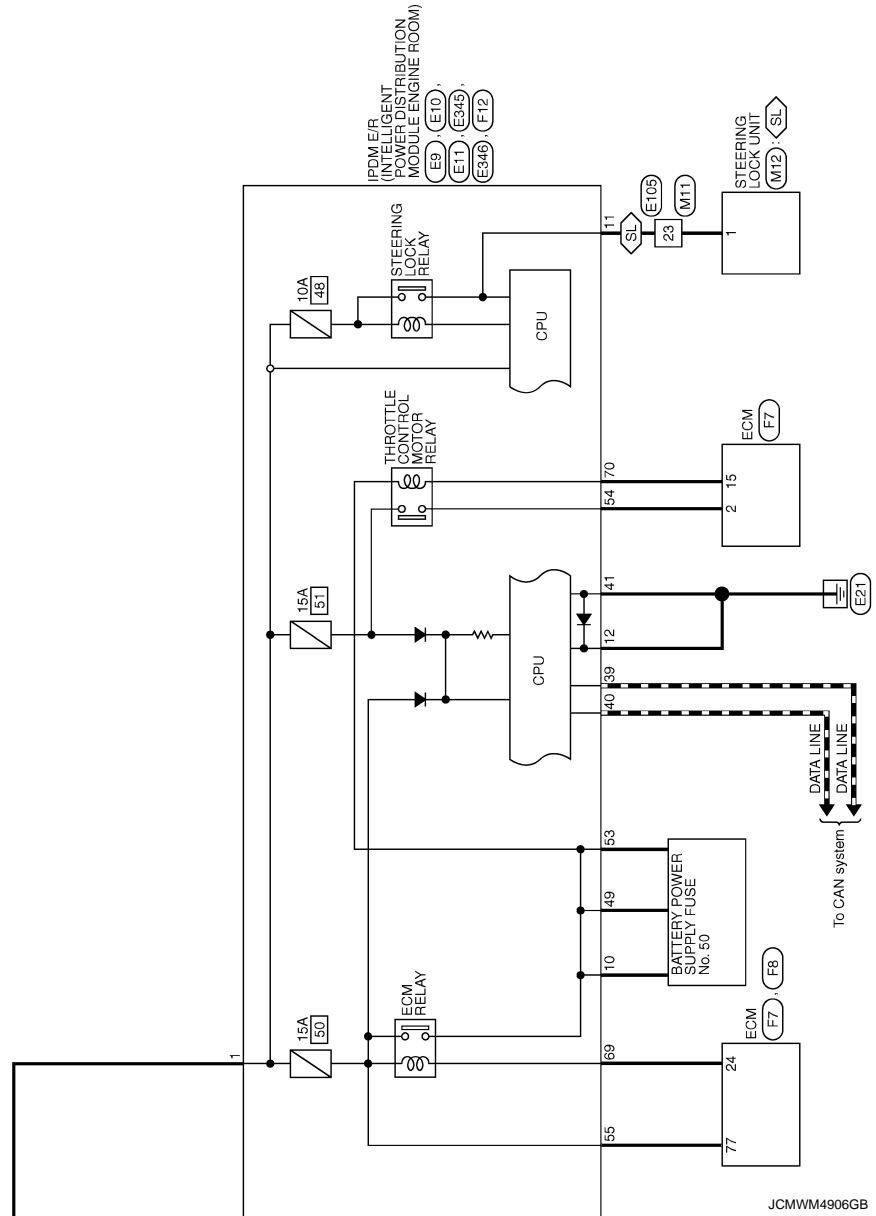 IPDM E/R
(INTELLIGENT
POWER DISTRIBUTION
MODULE ENGINE ROOM)
E9 , E10 ,
E11 , E345 ,
E346 , F12
1
15A
50
15A
51
10A
48
ECM
RELAY
THROTTLE
CONTROL
MOTOR
RELAY
STEERING
LOCK
RELAY
CPU
CPU
55
69
10
49
53
40
39
12
41
54
70
11
SL
E105
23
M11
77
24
ECM
F7 , F8
BATTERY POWER
SUPPLY FUSE
No. 50
DATA LINE
DATA LINE
To CAN system
E21
2
15
ECM
F7
1
STEERING
LOCK UNIT
M12 : SL
JCMWM4906GB